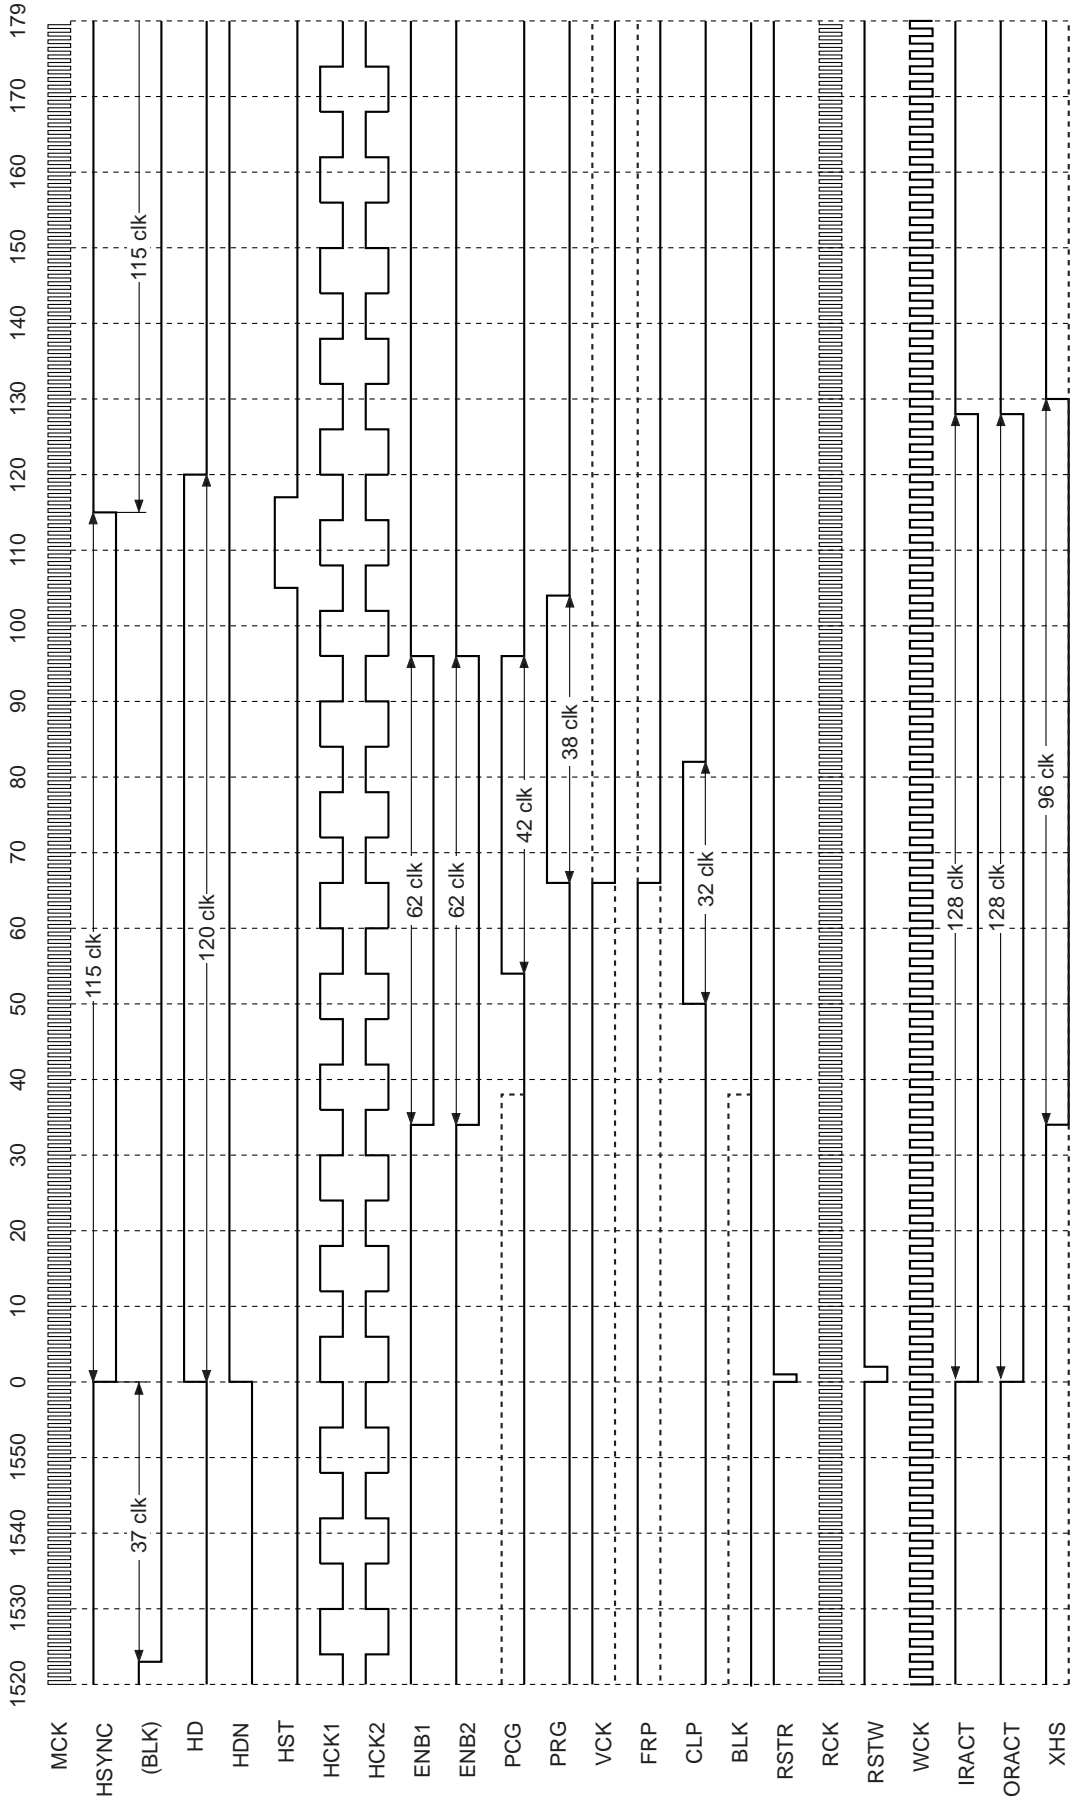 MCK
HSYNC
(BLK)
HD
HDN
HST
HCK1
HCK2
ENB1
ENB2
PCG
PRG
VCK
FRP
CLP
BLK
RSTR
RCK
RSTW
WCK
IRACT
ORACT
XHS
1520
1530
1540
1550
0
10
20
30
40
50
60
70
80
90
100
110
120
130
140
150
160
170
179
115 clk
37 clk
115 clk
120 clk
62 clk
62 clk
42 clk
38 clk
32 clk
128 clk
128 clk
96 clk